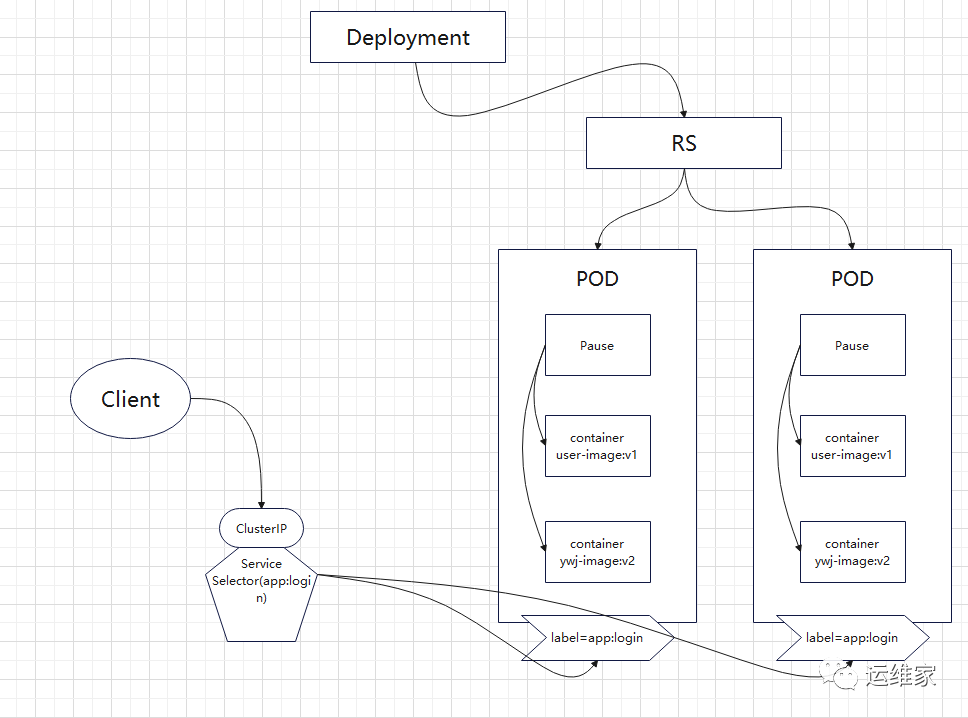 Deployment
RS
POD
POD
Pause
Pause
Client
container
user-image:v1
container
user-image:v1
ClusterIP
container
ywj-image:v2
container
ywj-image:v2
Service
Selector(app:logi
n)
label=app:login
label=app:login
运维家